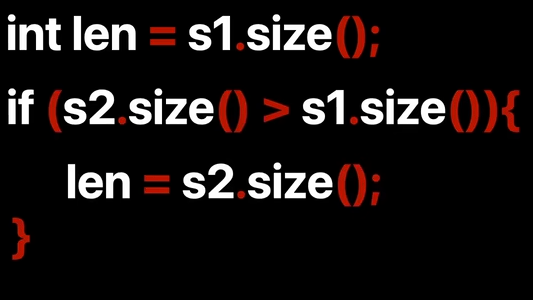 int len = s1.size();
if (s2.size() > s1.size()){
len = s2.size();
}